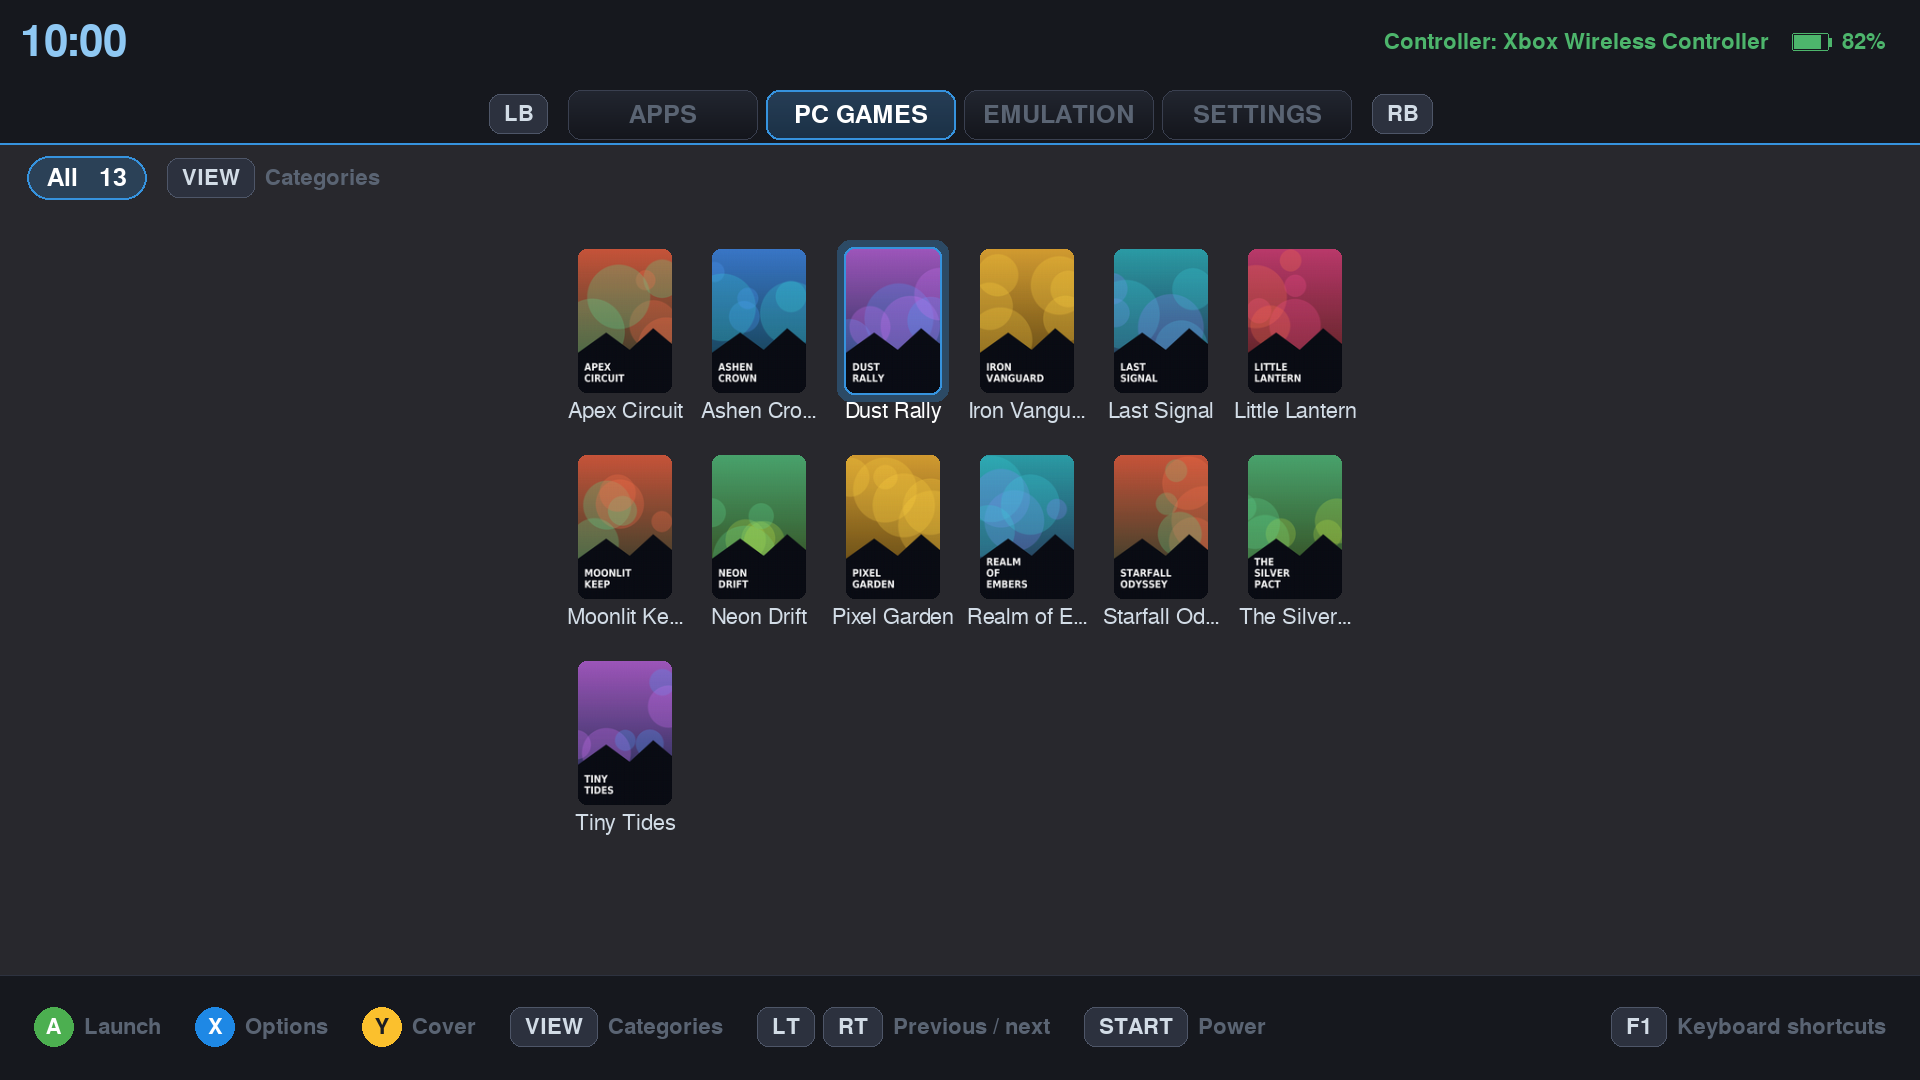 10:00
Controller: Xbox Wireless Controller 82%
LB APPS PC GAMES EMULATION SETTINGS RB
All 13 VIEW Categories
APEX
CIRCUIT
ASHEN
CROWN
DUST
RALLY
IRON
VANGUARD
LAST
SIGNAL
LITTLE
LANTERN
Apex Circuit Ashen Cro... Dust Rally Iron Vangu... Last Signal Little Lantern
MOONLIT
KEEP
NEON
DRIFT
PIXEL
GARDEN
REALM
OF
EMBERS
STARFALL
ODYSSEY
THE
SILVER
PACT
Moonlit Ke... Neon Drift Pixel Garden Realm of E... Starfall Od... The Silver...
TINY
TIDES
Tiny Tides
A Launch X Options Y Cover VIEW Categories LT RT Previous / next START Power F1 Keyboard shortcuts